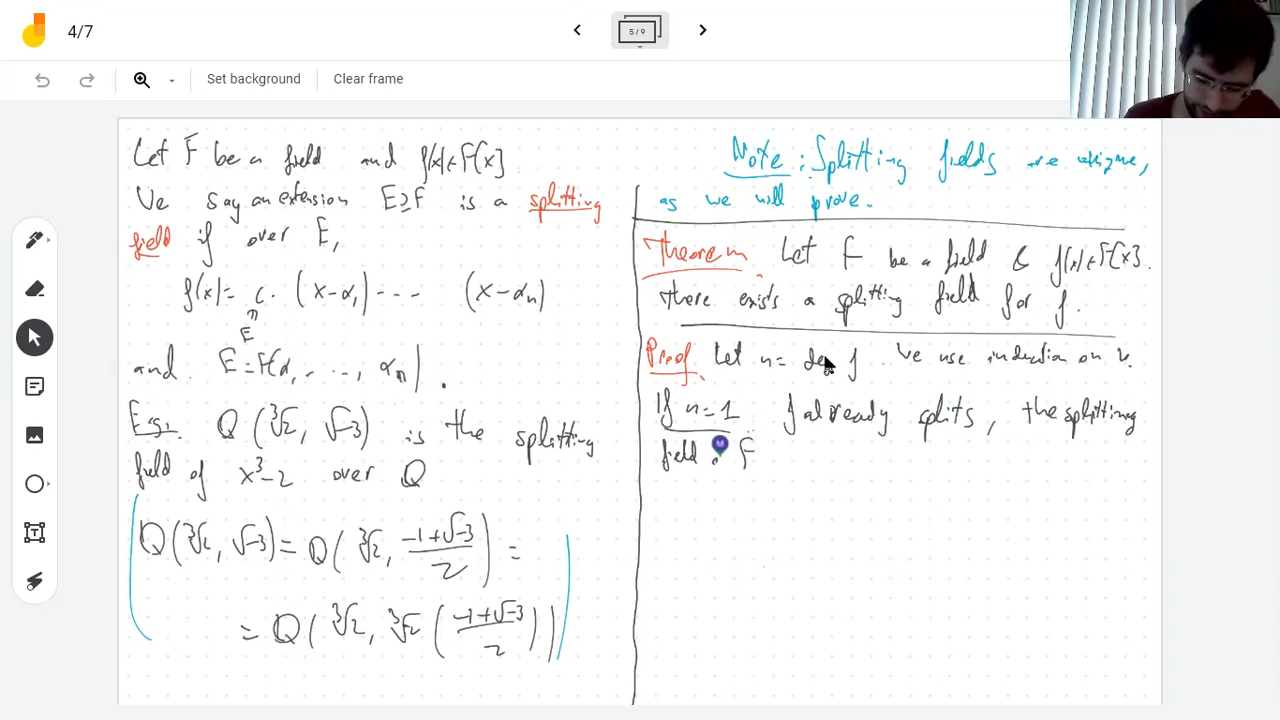 4/7
5 / 9
Set background
Clear frame
Let F be a field and f(x)∈F[x]
We say an extension E⊇F is a splitting
field if over E,
f(x)= c · (x-α₁) ---- (x-αₙ)
∈
E
and E=F(α₁, ..., αₙ).
E.g. Q(∛2, √-3) is the splitting
field of x³-2 over Q
Q(∛2, √-3) = Q(∛2, (-1+√-3)/2) =
= Q(∛2, ∛2((-1+√-3)/2))
Note: Splitting fields are unique,
as we will prove.
Theorem. Let F be a field & f(x)∈F[x].
There exists a splitting field for f.
Proof. Let n= deg f. We use induction on n.
If n=1 f already splits, the splitting
field is F
M